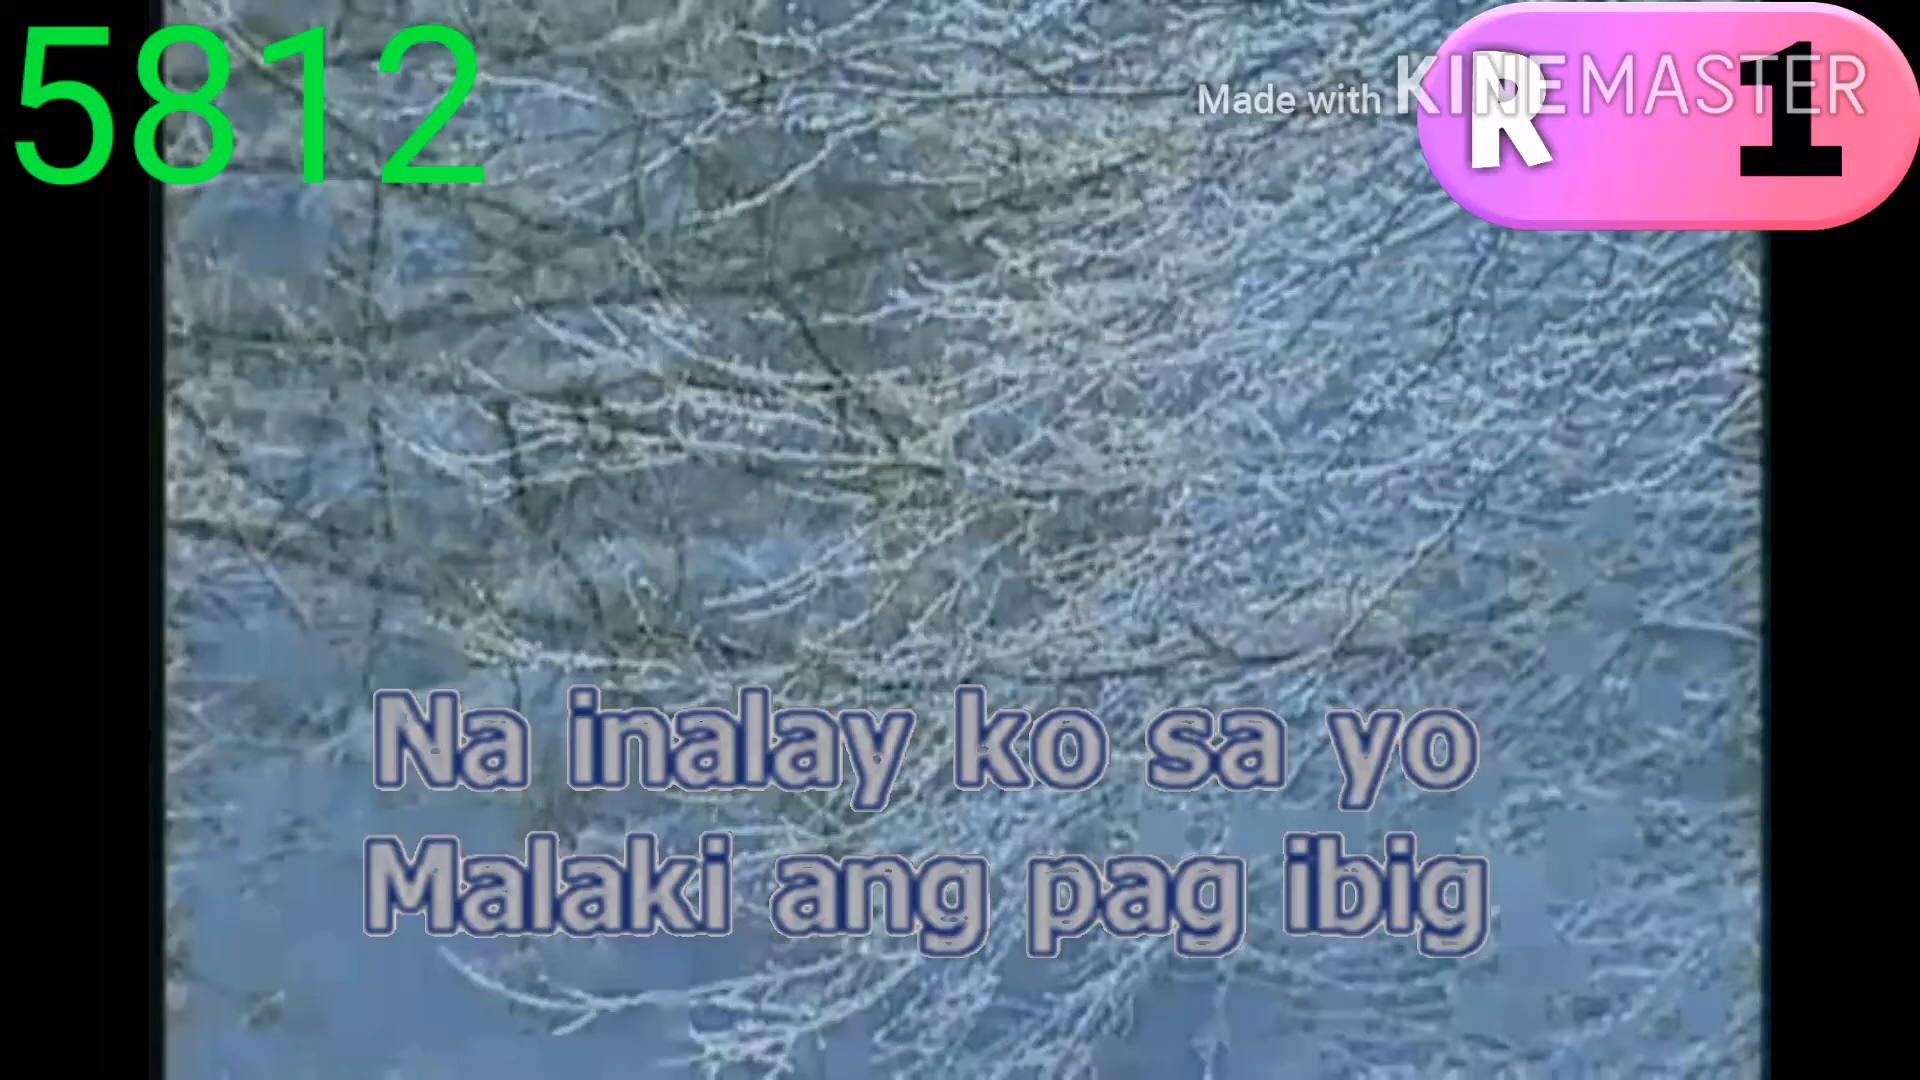 5812
Made with KINEMASTER
R 1
Na inalay ko sa yo
Malaki ang pag ibig